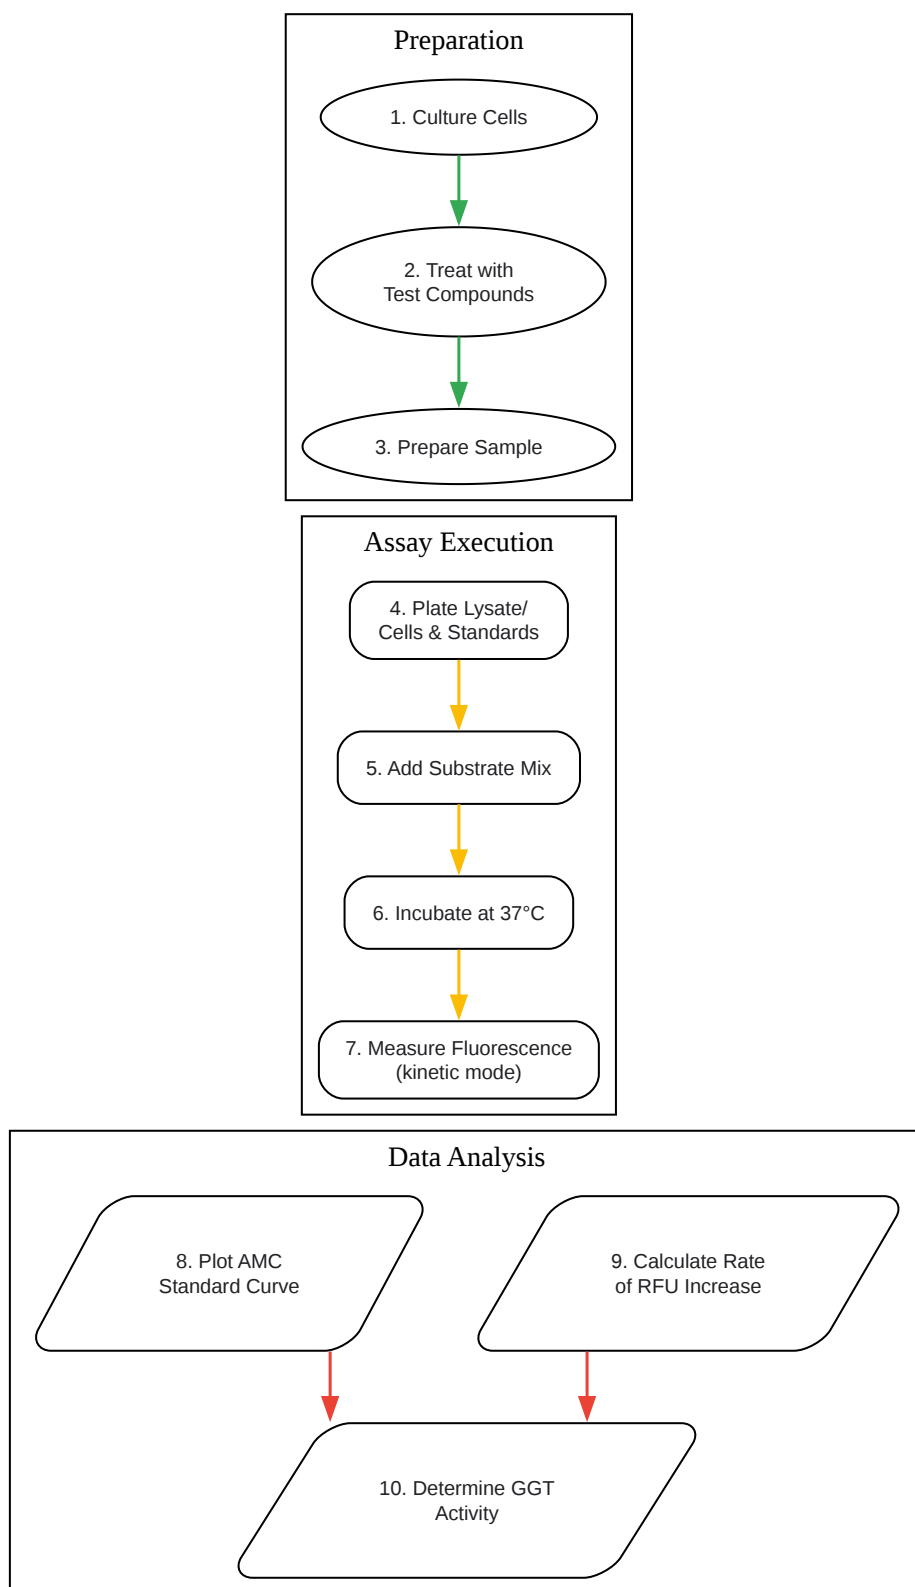 Preparation
1. Culture Cells
2. Treat with
Test Compounds
3. Prepare Sample
Assay Execution
4. Plate Lysate/
Cells & Standards
5. Add Substrate Mix
6. Incubate at 37°C
7. Measure Fluorescence
(kinetic mode)
Data Analysis
8. Plot AMC
Standard Curve
9. Calculate Rate
of RFU Increase
10. Determine GGT
Activity